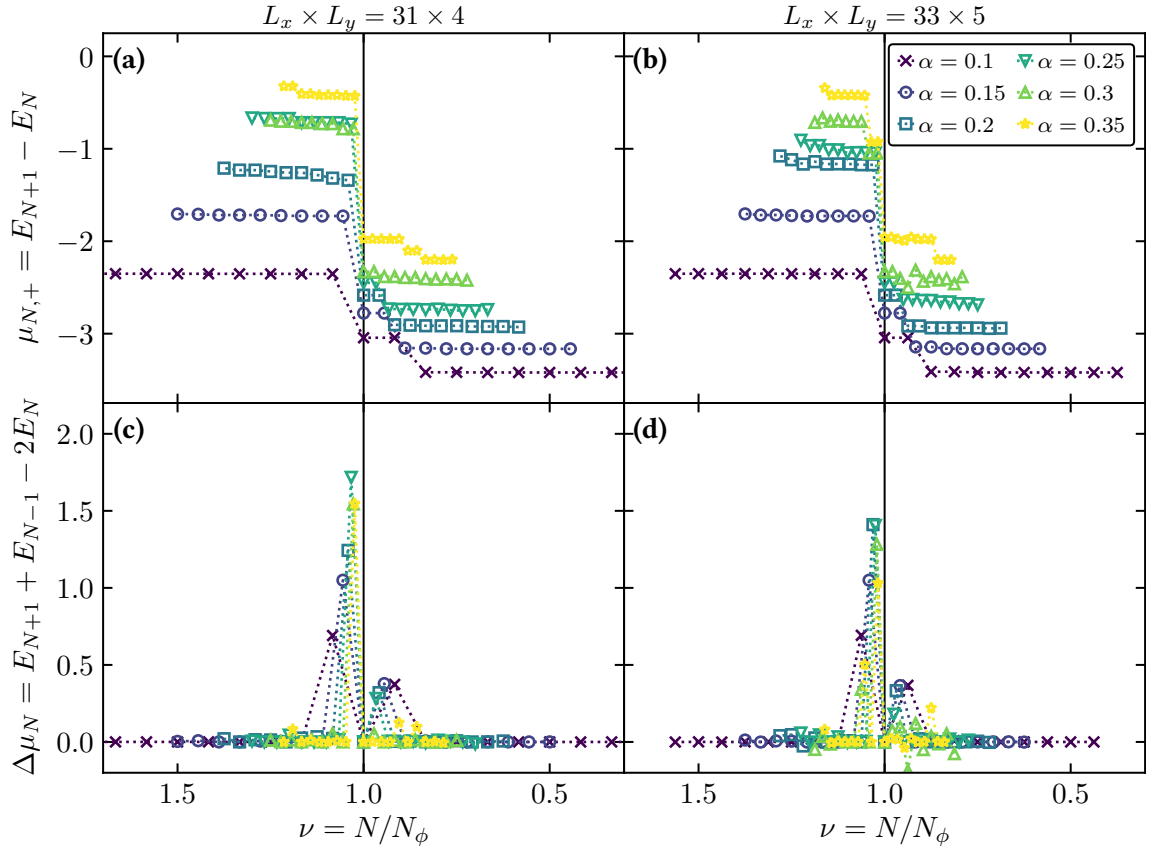 L_x × L_y = 31 × 4
L_x × L_y = 33 × 5
(a)
(b)
α = 0.1
α = 0.15
α = 0.2
α = 0.25
α = 0.3
α = 0.35
μ_{N,+} = E_{N+1} − E_N
0
−1
−2
−3
(c)
(d)
Δμ_N = E_{N+1} + E_{N−1} − 2E_N
2.0
1.5
1.0
0.5
0.0
1.5
1.0
0.5
1.5
1.0
0.5
ν = N/N_ϕ
ν = N/N_ϕ